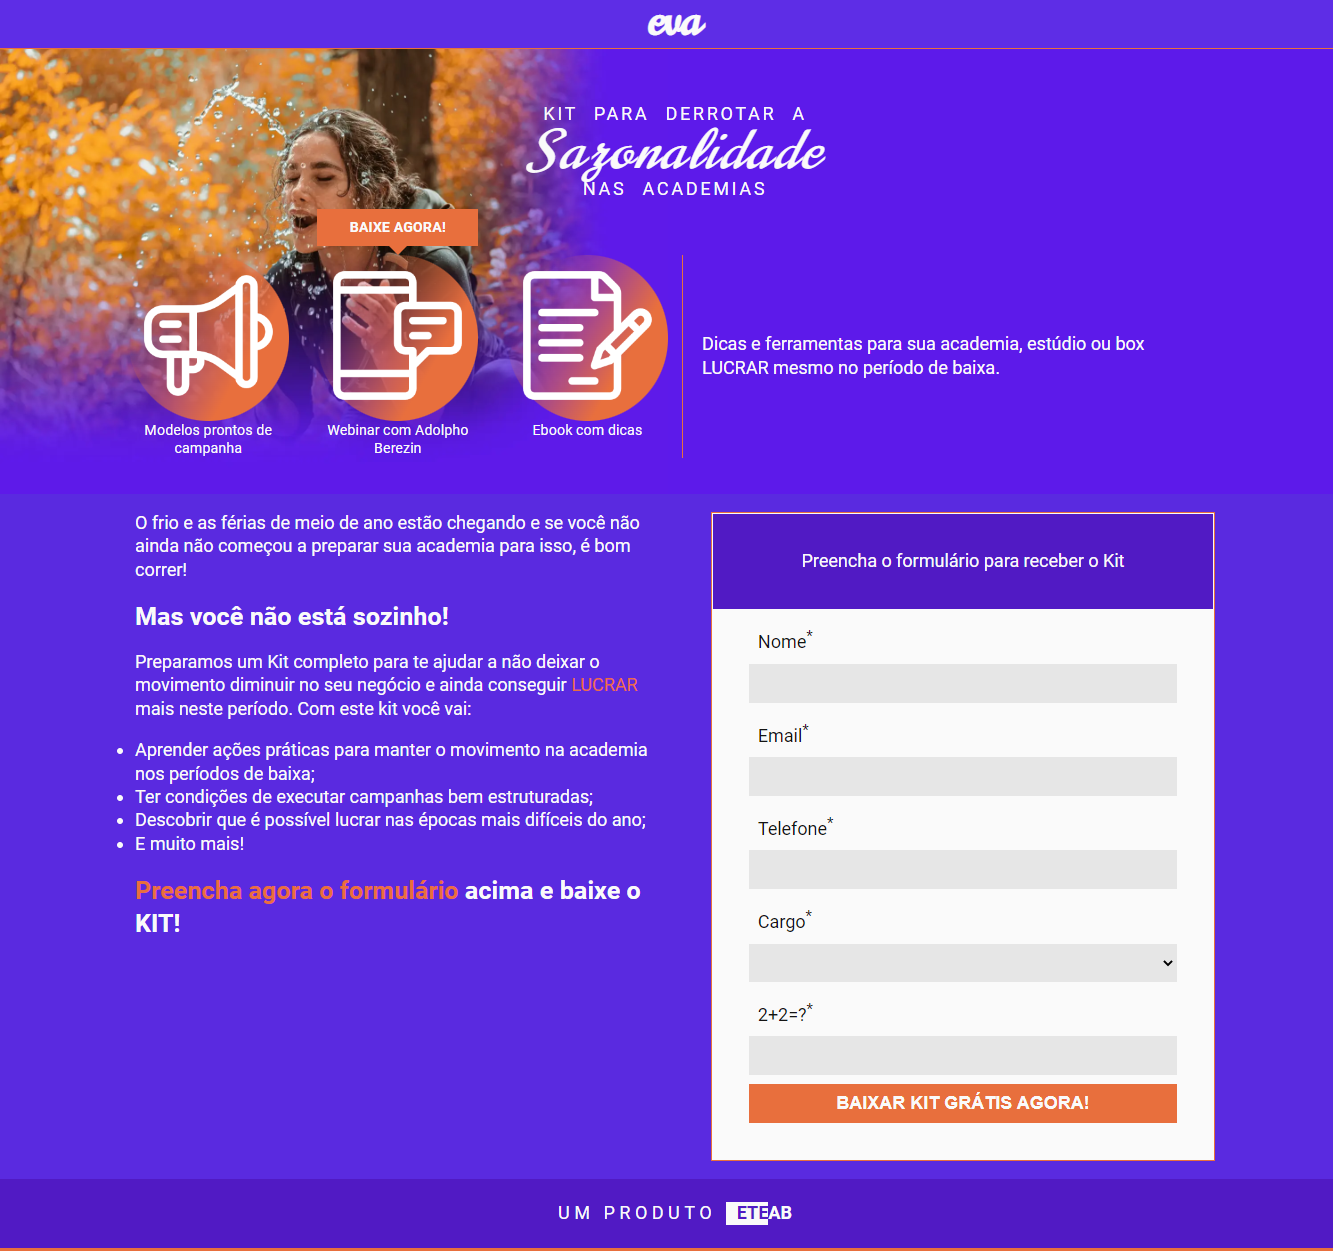 eva
KIT PARA DERROTAR A
Sazonalidade
NAS ACADEMIAS
BAIXE AGORA!
Modelos prontos de
campanha
Webinar com Adolpho
Berezin
Ebook com dicas
Dicas e ferramentas para sua academia, estúdio ou box
LUCRAR mesmo no período de baixa.
O frio e as férias de meio de ano estão chegando e se você não
ainda não começou a preparar sua academia para isso, é bom
correr!
Mas você não está sozinho!
Preparamos um Kit completo para te ajudar a não deixar o
movimento diminuir no seu negócio e ainda conseguir LUCRAR
mais neste período. Com este kit você vai:
• Aprender ações práticas para manter o movimento na academia
nos períodos de baixa;
• Ter condições de executar campanhas bem estruturadas;
• Descobrir que é possível lucrar nas épocas mais difíceis do ano;
• E muito mais!
Preencha agora o formulário acima e baixe o
KIT!
Preencha o formulário para receber o Kit
Nome*
Email*
Telefone*
Cargo*
2+2=?*
BAIXAR KIT GRÁTIS AGORA!
UM PRODUTO ETEAB